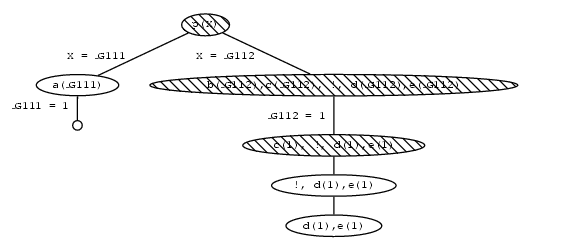 p(X)
X = _G111
X = _G112
a(_G111)
b(_G112),c(_G112), !, d(_G112),e(_G112)
_G111 = 1
_G112 = 1
c(1), !, d(1),e(1)
!, d(1),e(1)
d(1),e(1)